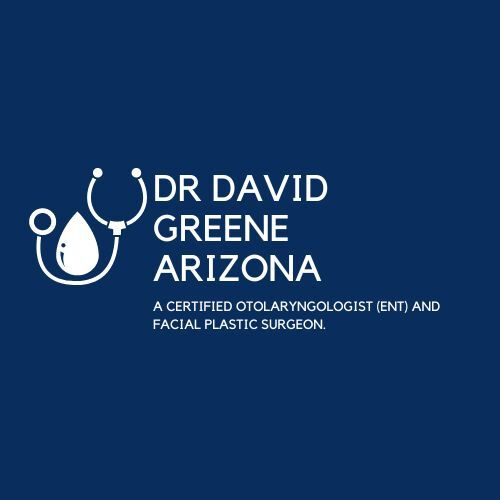 DR DAVID
GREENE
ARIZONA
A CERTIFIED OTOLARYNGOLOGIST (ENT) AND
FACIAL PLASTIC SURGEON.